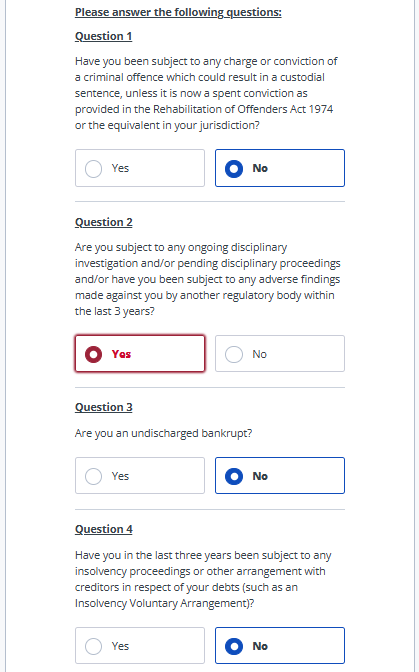 Please answer the following questions:
Question 1
Have you been subject to any charge or conviction of
a criminal offence which could result in a custodial
sentence, unless it is now a spent conviction as
provided in the Rehabilitation of Offenders Act 1974
or the equivalent in your jurisdiction?
Yes No
Question 2
Are you subject to any ongoing disciplinary
investigation and/or pending disciplinary proceedings
and/or have you been subject to any adverse findings
made against you by another regulatory body within
the last 3 years?
Yes No
Question 3
Are you an undischarged bankrupt?
Yes No
Question 4
Have you in the last three years been subject to any
insolvency proceedings or other arrangement with
creditors in respect of your debts (such as an
Insolvency Voluntary Arrangement)?
Yes No